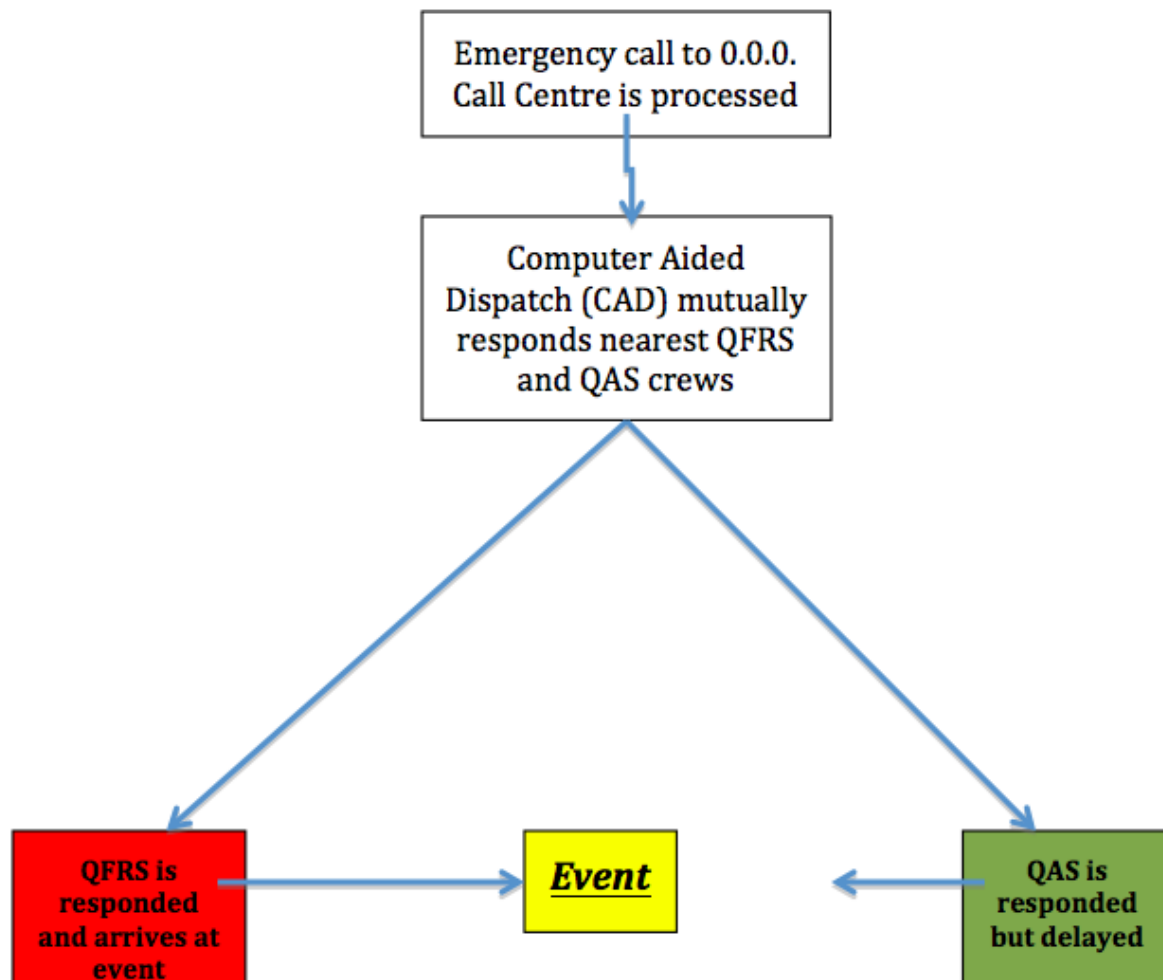 Emergency call to 0.0.0.
Call Centre is processed
Computer Aided
Dispatch (CAD) mutually
responds nearest QFRS
and QAS crews
QFRS is
responded
and arrives at
event
Event
QAS is
responded
but delayed